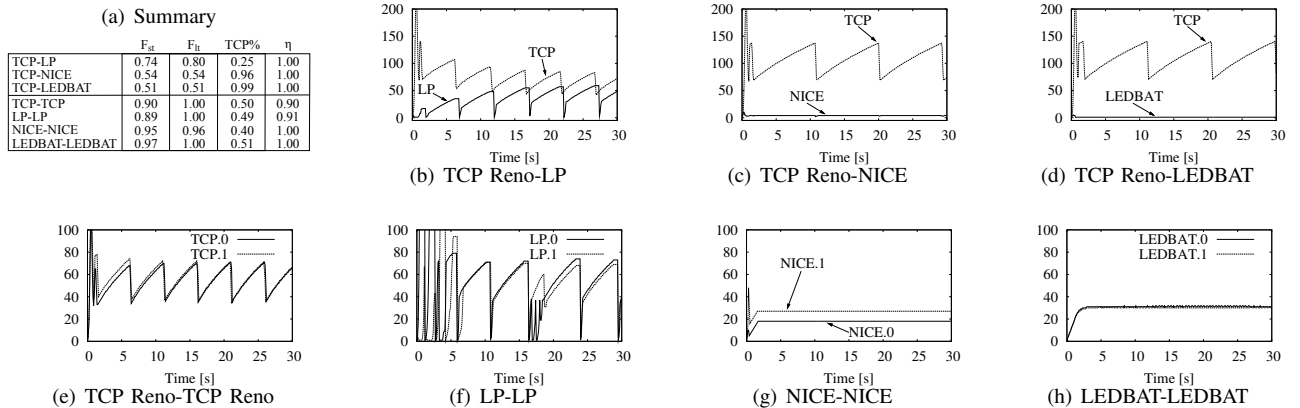 (a) Summary
F_st F_lt TCP% η
TCP-LP 0.74 0.80 0.25 1.00
TCP-NICE 0.54 0.54 0.96 1.00
TCP-LEDBAT 0.51 0.51 0.99 1.00
TCP-TCP 0.90 1.00 0.50 0.90
LP-LP 0.89 1.00 0.49 0.91
NICE-NICE 0.95 0.96 0.40 1.00
LEDBAT-LEDBAT 0.97 1.00 0.51 1.00
200
150
100
50
0
TCP
LP
0 5 10 15 20 25 30
Time [s]
(b) TCP Reno-LP
200
150
100
50
0
TCP
NICE
0 5 10 15 20 25 30
Time [s]
(c) TCP Reno-NICE
200
150
100
50
0
TCP
LEDBAT
0 5 10 15 20 25 30
Time [s]
(d) TCP Reno-LEDBAT
100
80
60
40
20
0
TCP.0
TCP.1
0 5 10 15 20 25 30
Time [s]
(e) TCP Reno-TCP Reno
100
80
60
40
20
0
LP.0
LP.1
0 5 10 15 20 25 30
Time [s]
(f) LP-LP
100
80
60
40
20
0
NICE.1
NICE.0
0 5 10 15 20 25 30
Time [s]
(g) NICE-NICE
100
80
60
40
20
0
LEDBAT.0
LEDBAT.1
0 5 10 15 20 25 30
Time [s]
(h) LEDBAT-LEDBAT